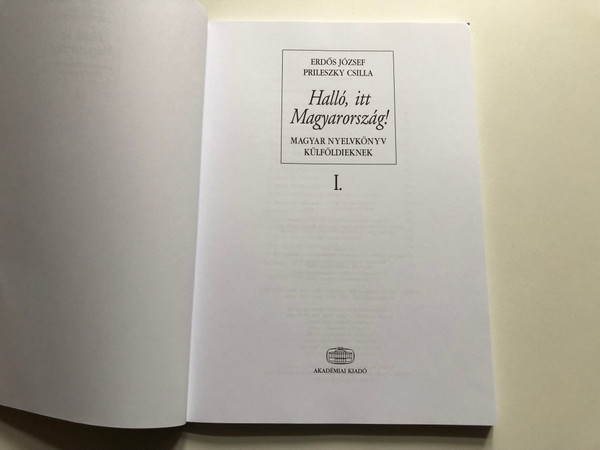 ERDŐS JÓZSEF
PRILESZKY CSILLA
Halló, itt
Magyarország!
MAGYAR NYELVKÖNYV
KÜLFÖLDIEKNEK
I.
AKADÉMIAI KIADÓ